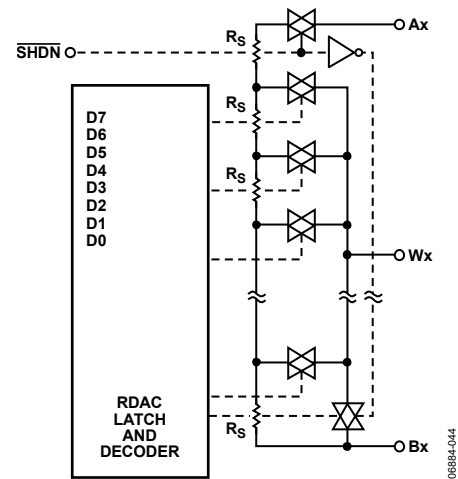 Ax
RS
SHDN
RS
D7
D6
D5
D4
D3
D2
D1
D0
RS
Wx
RDAC
LATCH
AND
DECODER
RS
Bx
06884-044